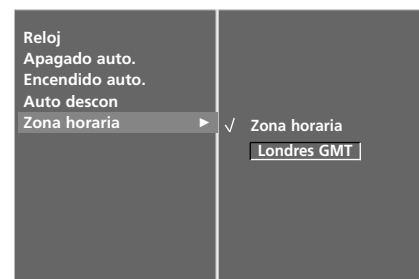 Reloj
Apagado auto.
Encendido auto.
Auto descon
Zona horaria ►
√ Zona horaria
Londres GMT